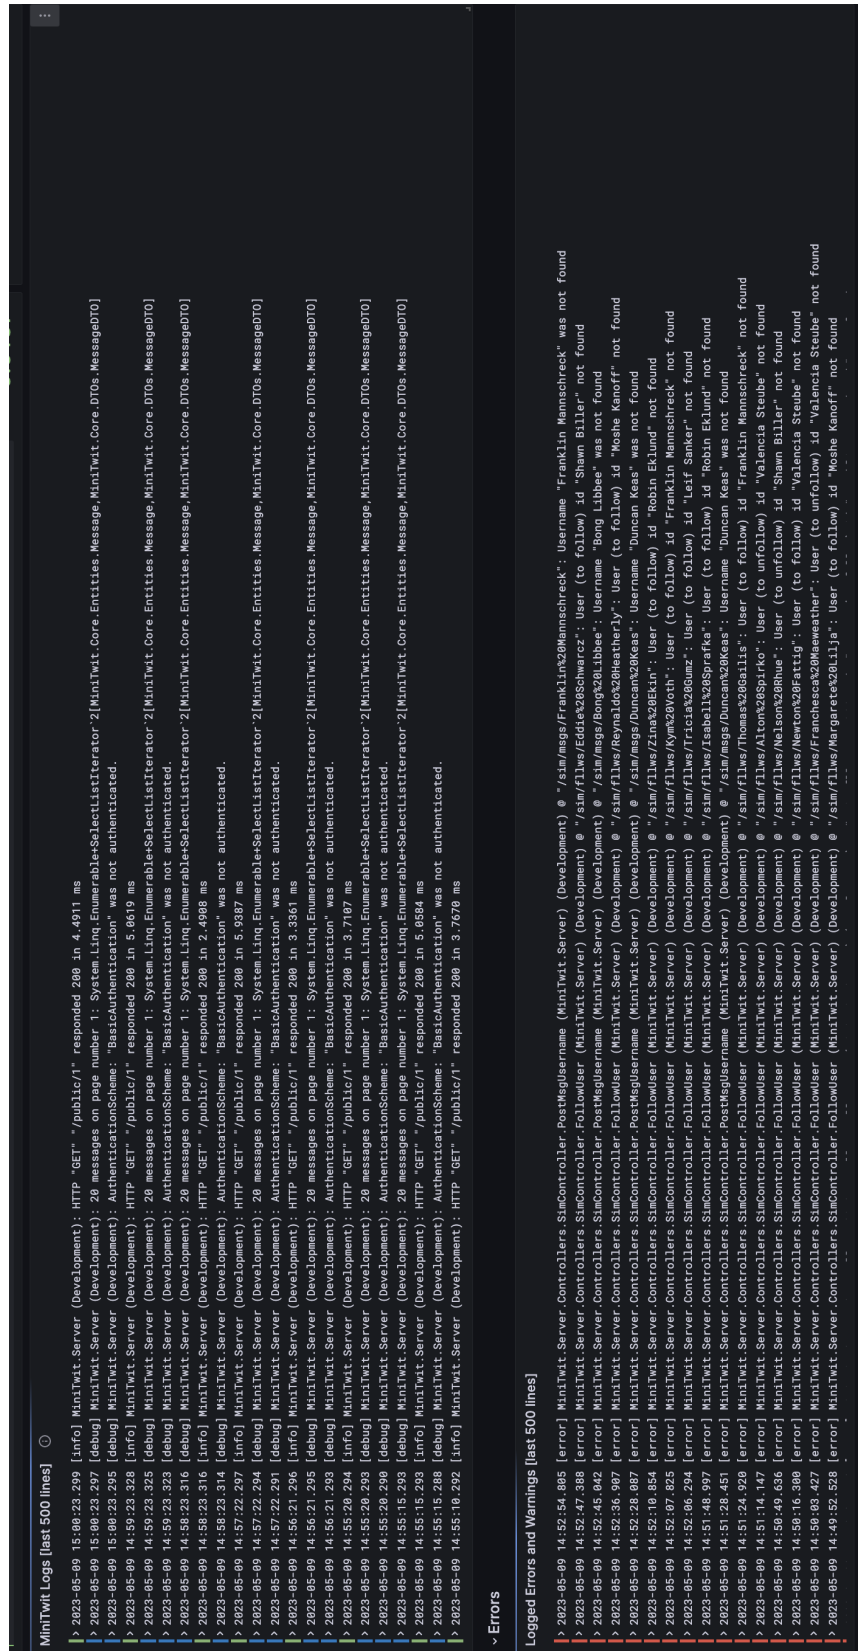 MiniTwit Logs [last 500 lines]
> 2023-05-09 15:00:23.299 [info] MiniTwit.Server (Development): HTTP "GET" "/public/1" responded 200 in 4.4911 ms
> 2023-05-09 15:00:23.297 [debug] MiniTwit.Server (Development): 20 messages on page number 1: System.Linq.Enumerable+SelectListIterator`2[MiniTwit.Core.Entities.Message,MiniTwit.Core.DTOs.MessageDTO]
> 2023-05-09 15:00:23.295 [debug] MiniTwit.Server (Development): AuthenticationScheme: "BasicAuthentication" was not authenticated.
> 2023-05-09 14:59:23.328 [info] MiniTwit.Server (Development): HTTP "GET" "/public/1" responded 200 in 5.0619 ms
> 2023-05-09 14:59:23.325 [debug] MiniTwit.Server (Development): 20 messages on page number 1: System.Linq.Enumerable+SelectListIterator`2[MiniTwit.Core.Entities.Message,MiniTwit.Core.DTOs.MessageDTO]
> 2023-05-09 14:59:23.323 [debug] MiniTwit.Server (Development): AuthenticationScheme: "BasicAuthentication" was not authenticated.
> 2023-05-09 14:58:23.316 [debug] MiniTwit.Server (Development): 20 messages on page number 1: System.Linq.Enumerable+SelectListIterator`2[MiniTwit.Core.Entities.Message,MiniTwit.Core.DTOs.MessageDTO]
> 2023-05-09 14:58:23.316 [info] MiniTwit.Server (Development): HTTP "GET" "/public/1" responded 200 in 2.4908 ms
> 2023-05-09 14:58:23.314 [debug] MiniTwit.Server (Development): AuthenticationScheme: "BasicAuthentication" was not authenticated.
> 2023-05-09 14:57:22.297 [info] MiniTwit.Server (Development): HTTP "GET" "/public/1" responded 200 in 5.9387 ms
> 2023-05-09 14:57:22.294 [debug] MiniTwit.Server (Development): 20 messages on page number 1: System.Linq.Enumerable+SelectListIterator`2[MiniTwit.Core.Entities.Message,MiniTwit.Core.DTOs.MessageDTO]
> 2023-05-09 14:57:22.291 [debug] MiniTwit.Server (Development): AuthenticationScheme: "BasicAuthentication" was not authenticated.
> 2023-05-09 14:56:21.296 [info] MiniTwit.Server (Development): HTTP "GET" "/public/1" responded 200 in 3.3361 ms
> 2023-05-09 14:56:21.295 [debug] MiniTwit.Server (Development): 20 messages on page number 1: System.Linq.Enumerable+SelectListIterator`2[MiniTwit.Core.Entities.Message,MiniTwit.Core.DTOs.MessageDTO]
> 2023-05-09 14:56:21.293 [debug] MiniTwit.Server (Development): AuthenticationScheme: "BasicAuthentication" was not authenticated.
> 2023-05-09 14:55:20.294 [info] MiniTwit.Server (Development): HTTP "GET" "/public/1" responded 200 in 3.7107 ms
> 2023-05-09 14:55:20.293 [debug] MiniTwit.Server (Development): 20 messages on page number 1: System.Linq.Enumerable+SelectListIterator`2[MiniTwit.Core.Entities.Message,MiniTwit.Core.DTOs.MessageDTO]
> 2023-05-09 14:55:20.290 [debug] MiniTwit.Server (Development): AuthenticationScheme: "BasicAuthentication" was not authenticated.
> 2023-05-09 14:55:15.293 [debug] MiniTwit.Server (Development): 20 messages on page number 1: System.Linq.Enumerable+SelectListIterator`2[MiniTwit.Core.Entities.Message,MiniTwit.Core.DTOs.MessageDTO]
> 2023-05-09 14:55:15.293 [info] MiniTwit.Server (Development): HTTP "GET" "/public/1" responded 200 in 5.0584 ms
> 2023-05-09 14:55:15.288 [debug] MiniTwit.Server (Development): AuthenticationScheme: "BasicAuthentication" was not authenticated.
> 2023-05-09 14:55:10.292 [info] MiniTwit.Server (Development): HTTP "GET" "/public/1" responded 200 in 3.7670 ms
Errors
Logged Errors and Warnings [last 500 lines]
> 2023-05-09 14:52:54.805 [error] MiniTwit.Server.Controllers.SimController.PostMsgUsername (MiniTwit.Server) (Development) @ "/sim/msgs/Franklin%20Mannschreck": Username "Franklin Mannschreck" was not found
> 2023-05-09 14:52:47.388 [error] MiniTwit.Server.Controllers.SimController.FollowUser (MiniTwit.Server) (Development) @ "/sim/fllws/Eddie%20Schwarcz": User (to follow) id "Shawn Biller" not found
> 2023-05-09 14:52:45.042 [error] MiniTwit.Server.Controllers.SimController.PostMsgUsername (MiniTwit.Server) (Development) @ "/sim/msgs/Bong%20Libbee": Username "Bong Libbee" was not found
> 2023-05-09 14:52:36.907 [error] MiniTwit.Server.Controllers.SimController.FollowUser (MiniTwit.Server) (Development) @ "/sim/fllws/Reynaldo%20Heatherly": User (to follow) id "Moshe Kanoff" not found
> 2023-05-09 14:52:28.087 [error] MiniTwit.Server.Controllers.SimController.PostMsgUsername (MiniTwit.Server) (Development) @ "/sim/msgs/Duncan%20Keas": Username "Duncan Keas" was not found
> 2023-05-09 14:52:10.854 [error] MiniTwit.Server.Controllers.SimController.FollowUser (MiniTwit.Server) (Development) @ "/sim/fllws/Zina%20Ekin": User (to follow) id "Robin Eklund" not found
> 2023-05-09 14:52:07.825 [error] MiniTwit.Server.Controllers.SimController.FollowUser (MiniTwit.Server) (Development) @ "/sim/fllws/Kym%20Voth": User (to follow) id "Franklin Mannschreck" not found
> 2023-05-09 14:52:06.294 [error] MiniTwit.Server.Controllers.SimController.FollowUser (MiniTwit.Server) (Development) @ "/sim/fllws/Tricia%20Gumz": User (to follow) id "Leif Sanker" not found
> 2023-05-09 14:51:48.997 [error] MiniTwit.Server.Controllers.SimController.FollowUser (MiniTwit.Server) (Development) @ "/sim/fllws/Isabell%20Sprafka": User (to follow) id "Robin Eklund" not found
> 2023-05-09 14:51:28.451 [error] MiniTwit.Server.Controllers.SimController.PostMsgUsername (MiniTwit.Server) (Development) @ "/sim/msgs/Duncan%20Keas": Username "Duncan Keas" was not found
> 2023-05-09 14:51:24.920 [error] MiniTwit.Server.Controllers.SimController.FollowUser (MiniTwit.Server) (Development) @ "/sim/fllws/Thomas%20Gailis": User (to follow) id "Franklin Mannschreck" not found
> 2023-05-09 14:51:14.147 [error] MiniTwit.Server.Controllers.SimController.FollowUser (MiniTwit.Server) (Development) @ "/sim/fllws/Alton%20Spirko": User (to unfollow) id "Valencia Steube" not found
> 2023-05-09 14:50:49.636 [error] MiniTwit.Server.Controllers.SimController.FollowUser (MiniTwit.Server) (Development) @ "/sim/fllws/Nelson%20Rhue": User (to unfollow) id "Shawn Biller" not found
> 2023-05-09 14:50:16.300 [error] MiniTwit.Server.Controllers.SimController.FollowUser (MiniTwit.Server) (Development) @ "/sim/fllws/Newton%20Fattig": User (to follow) id "Valencia Steube" not found
> 2023-05-09 14:50:03.427 [error] MiniTwit.Server.Controllers.SimController.FollowUser (MiniTwit.Server) (Development) @ "/sim/fllws/Franchesca%20Maeweather": User (to unfollow) id "Valencia Steube" not found
> 2023-05-09 14:49:52.528 [error] MiniTwit.Server.Controllers.SimController.FollowUser (MiniTwit.Server) (Development) @ "/sim/fllws/Margarete%20Lilja": User (to follow) id "Moshe Kanoff" not found